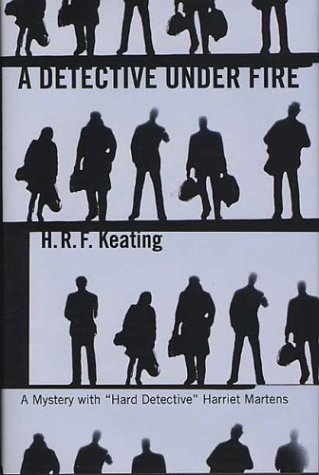 A DETECTIVE UNDER FIRE
H. R. F. Keating
A Mystery with “Hard Detective” Harriet Martens